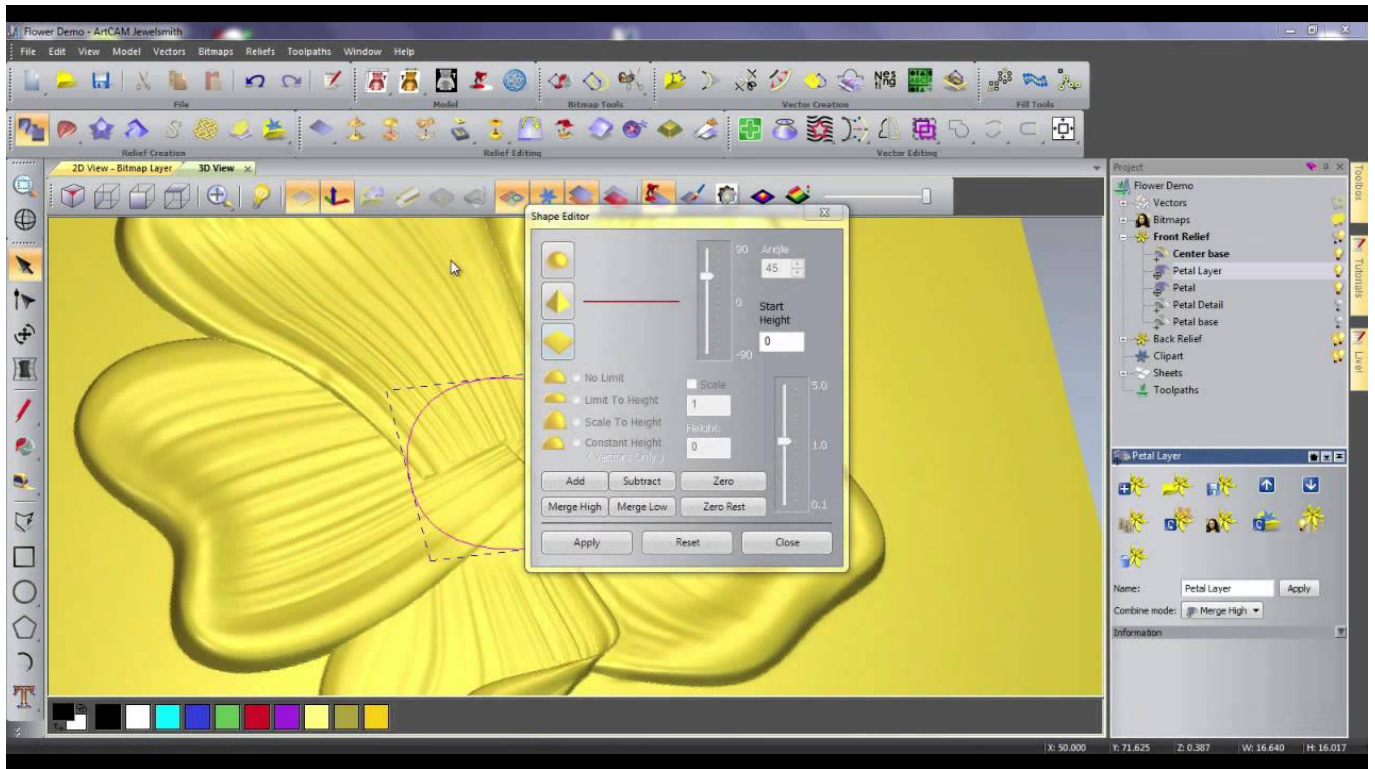 Flower Demo - ArtCAM Jewelsmith
File Edit View Model Vectors Bitmaps Reliefs Toolpaths Window Help
File Model Bitmap Tools Vector Creation Fill Tools
Relief Creation Relief Editing Vector Editing
2D View - Bitmap Layer 3D View
Project
Toolbox
Tutorials
Live!
Flower Demo
Vectors
Bitmaps
Front Relief
Center base
Petal Layer
Petal
Petal Detail
Petal base
Back Relief
Clipart
Sheets
Toolpaths
Shape Editor
90 Angle
45
0
Start
Height
0
-90
No Limit
Scale
5.0
Limit To Height
1
Scale To Height
Height:
Constant Height
0
1.0
( Vectors Only )
Add Subtract Zero
Merge High Merge Low Zero Rest
0.1
Apply Reset Close
Petal Layer
Name: Petal Layer Apply
Combine mode: Merge High
Information
X: 50.000 Y: 71.625 Z: 0.387 W: 16.640 H: 16.017